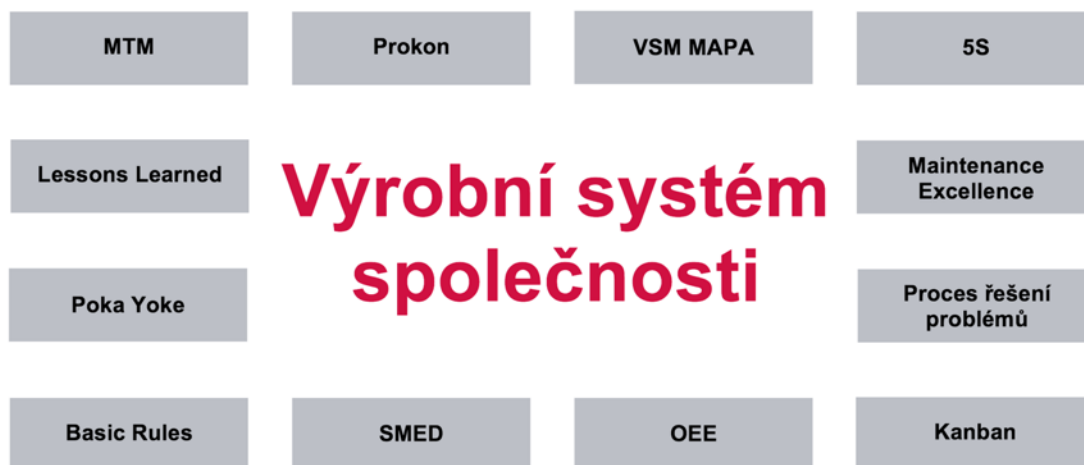 MTM
Prokon
VSM MAPA
5S
Lessons Learned
Výrobní systém
společnosti
Maintenance
Excellence
Poka Yoke
Proces řešení
problémů
Basic Rules
SMED
OEE
Kanban